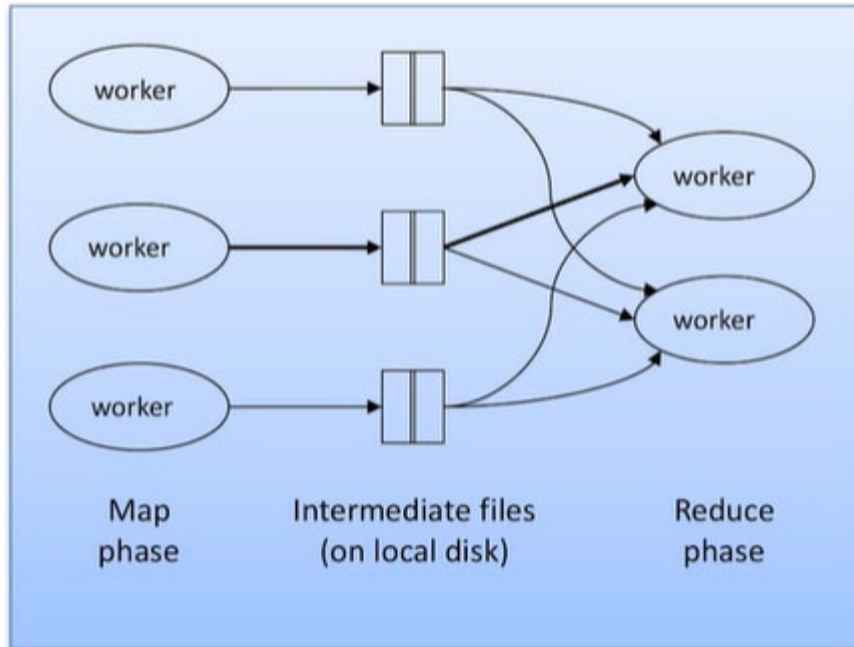 worker
worker
worker
worker
worker
Map
phase
Intermediate files
(on local disk)
Reduce
phase